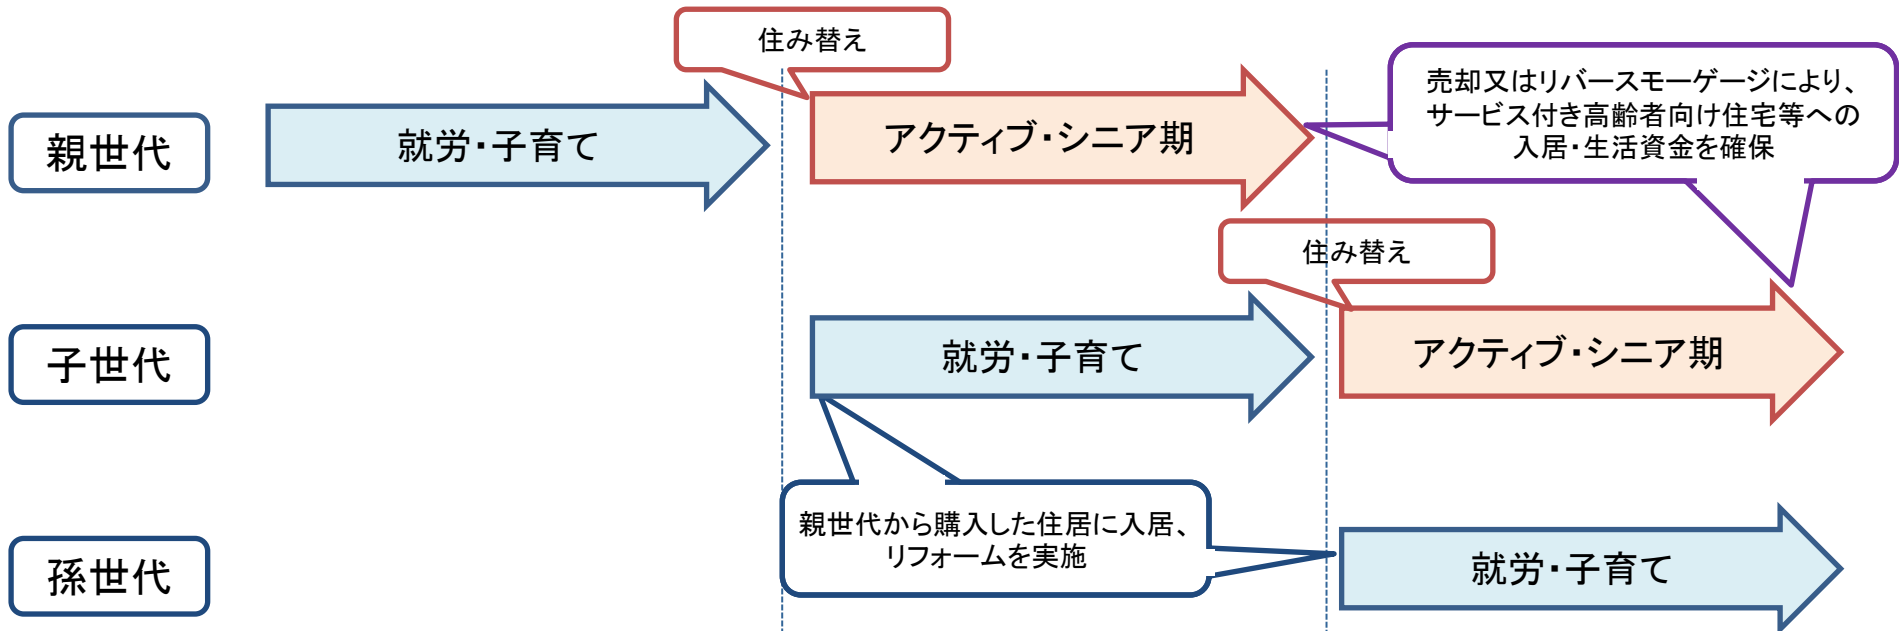 住み替え
売却又はリバースモーゲージにより、
サービス付き高齢者向け住宅等への
入居・生活資金を確保
親世代
就労・子育て
アクティブ・シニア期
住み替え
子世代
就労・子育て
アクティブ・シニア期
親世代から購入した住居に入居、
リフォームを実施
孫世代
就労・子育て